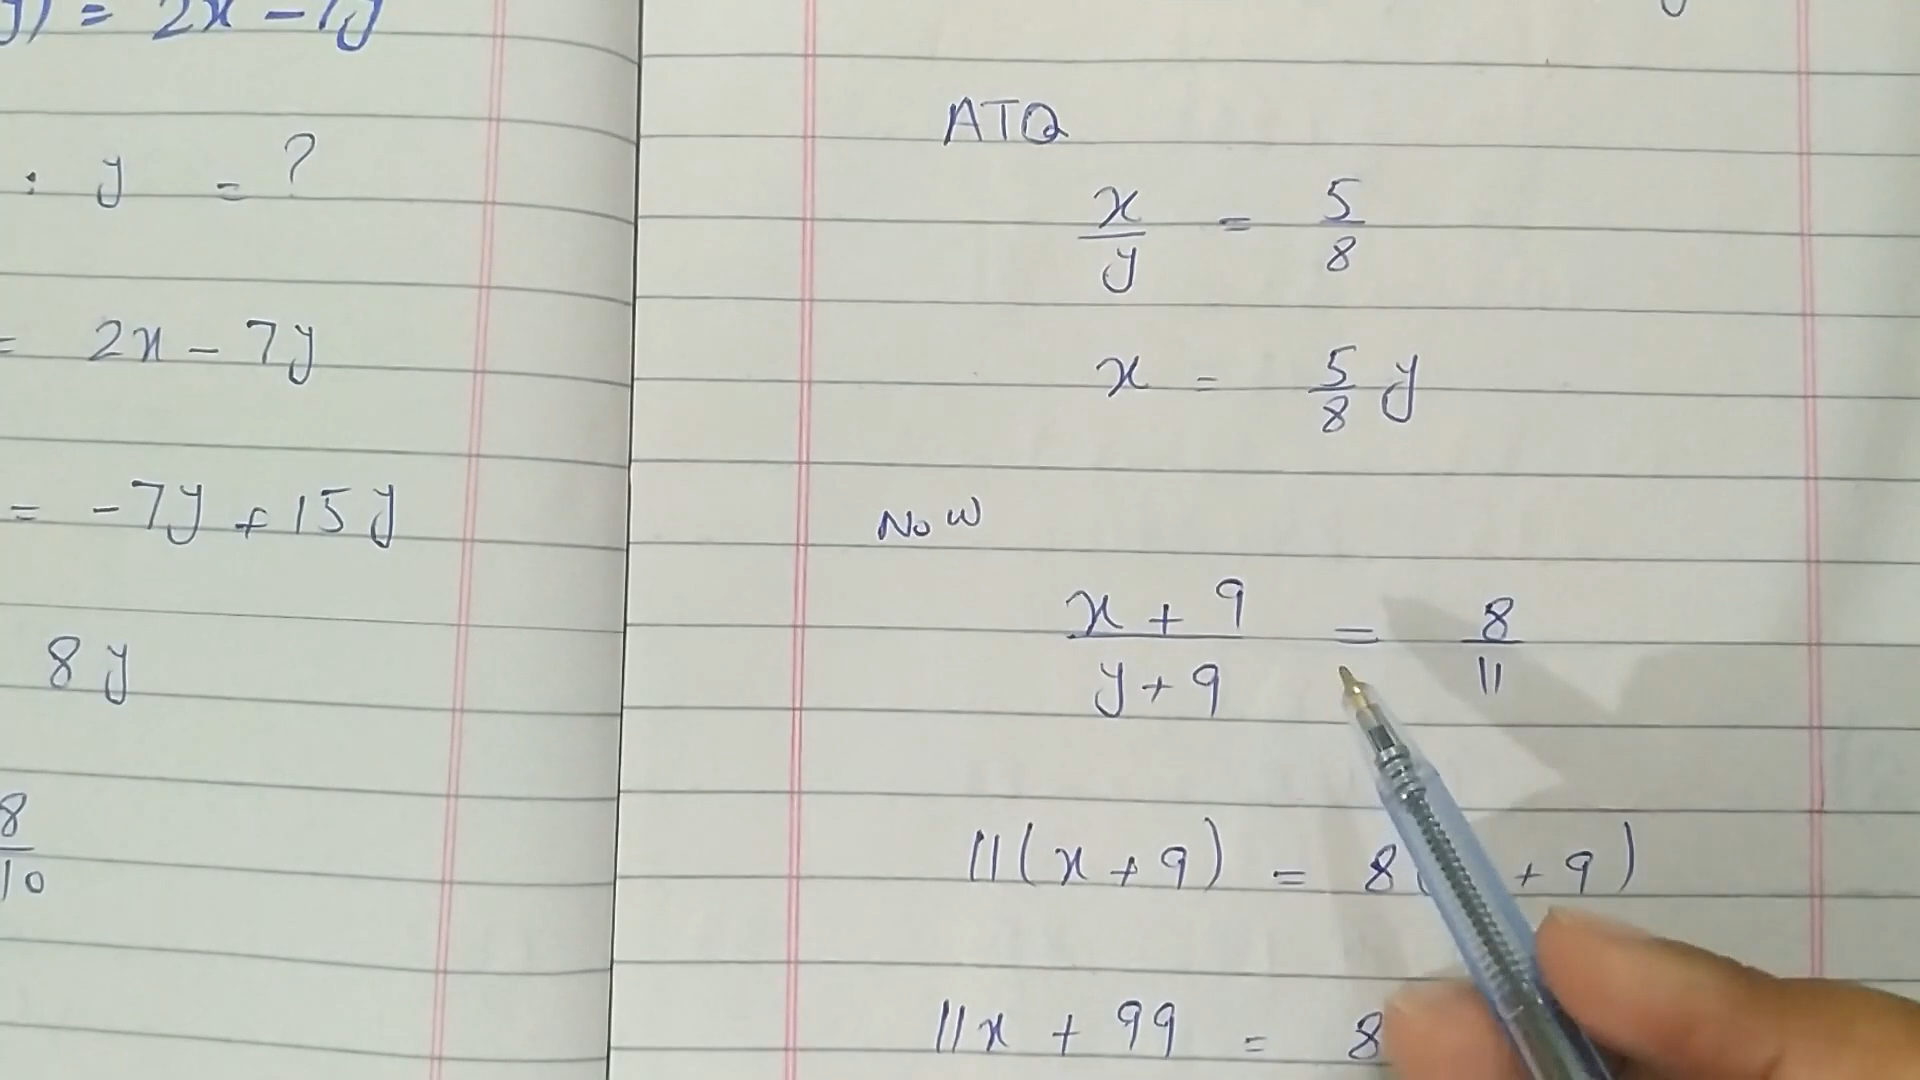 y) = 2x - 7y
: y = ?
= 2x - 7y
= -7y + 15y
8y
8/10
ATQ
x/y = 5/8
x = 5/8 y
Now
x + 9 / y + 9 = 8/11
11(x + 9) = 8( + 9)
11x + 99 = 8